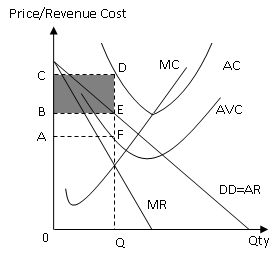 Price/Revenue Cost
MC
AC
C
D
AVC
B
E
A
F
DD=AR
MR
0
Q
Qty